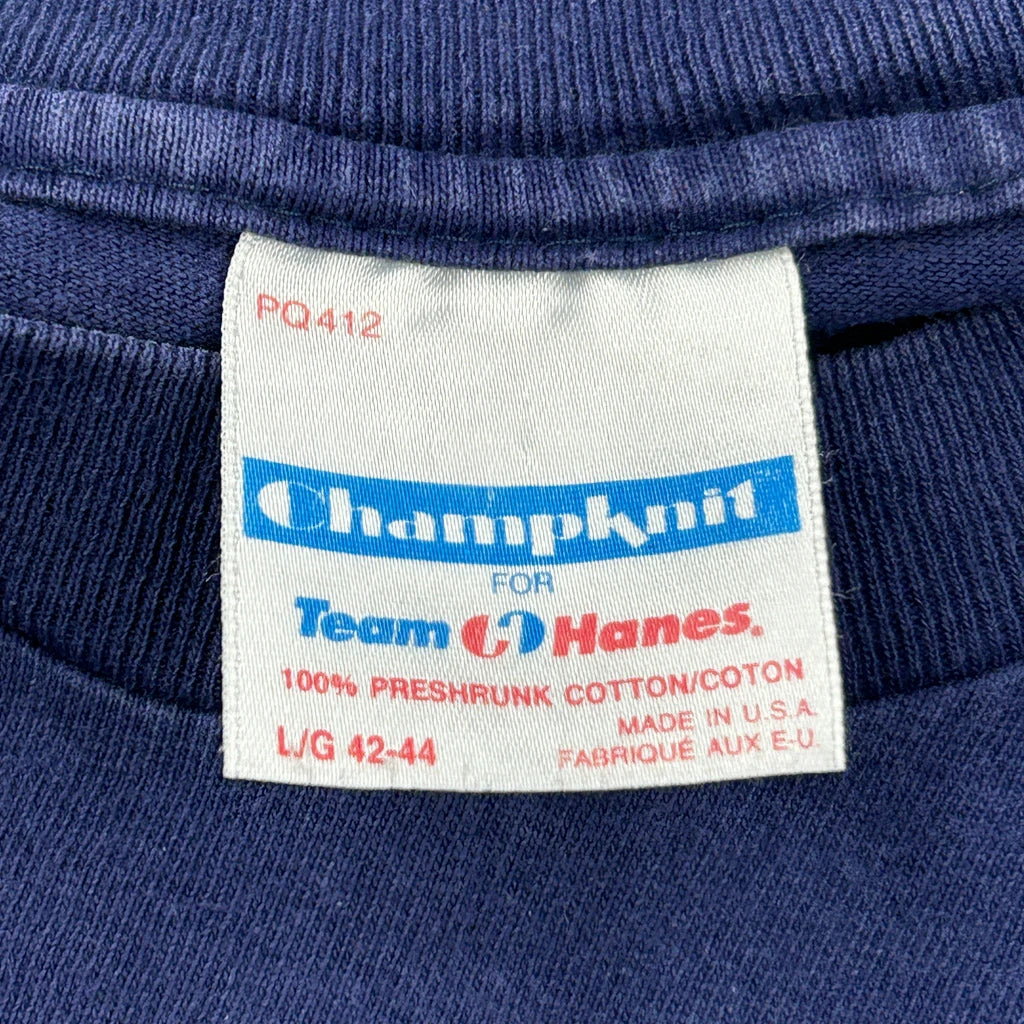 PQ412
Champknit
FOR
Team Hanes.
100% PRESHRUNK COTTON/COTON
MADE IN U.S.A.
L/G 42-44
FABRIQUÉ AUX E-U.